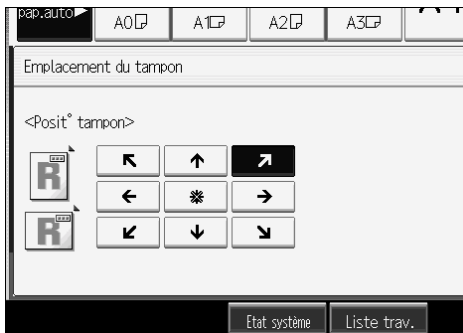 pap.auto▶ A0 A1 A2 A3
Emplacement du tampon
<Posit° tampon>
R
R
Etat système Liste trav.